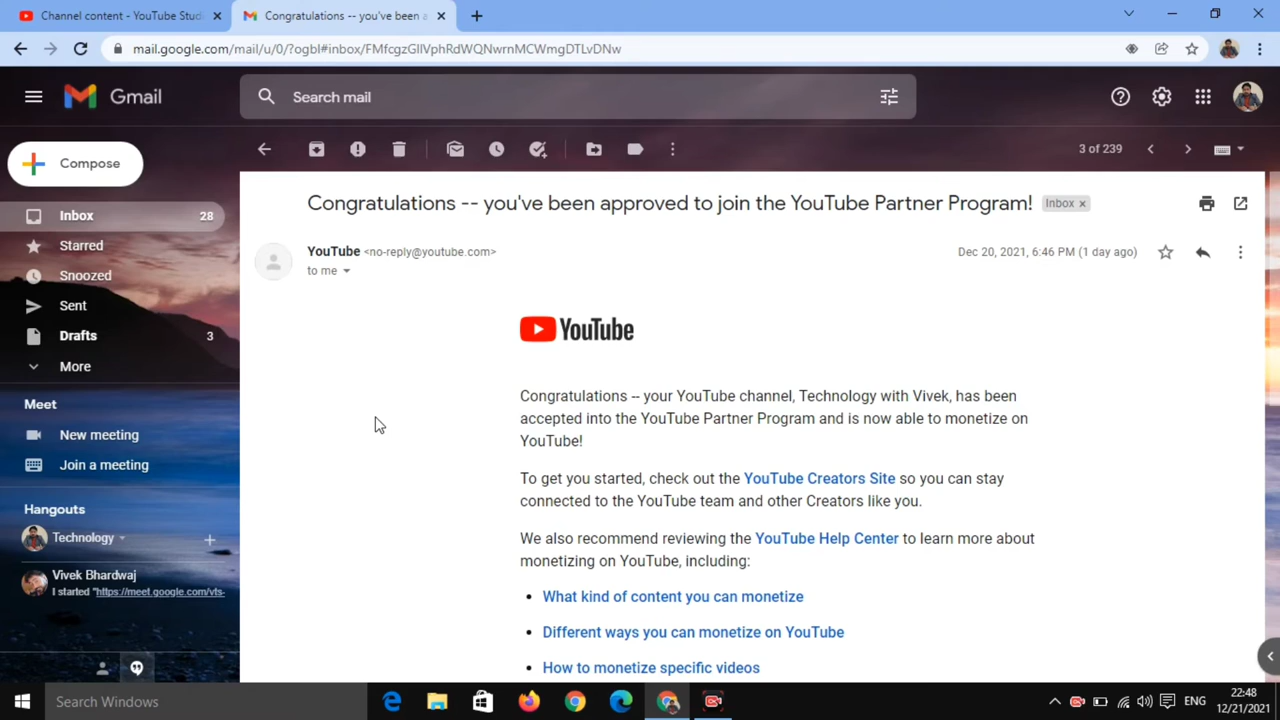 Channel content - YouTube Stud
Congratulations -- you've been a
mail.google.com/mail/u/0/?ogbl#inbox/FMfcgzGllVphRdWQNwrnMCWmgDTLvDNw
Gmail
Search mail
Compose
3 of 239
Inbox 28
Starred
Snoozed
Sent
Drafts 3
More
Meet
New meeting
Join a meeting
Hangouts
Technology
Vivek Bhardwaj
I started "https://meet.google.com/vts-
Congratulations -- you've been approved to join the YouTube Partner Program!
Inbox x
YouTube <no-reply@youtube.com>
Dec 20, 2021, 6:46 PM (1 day ago)
to me
YouTube
Congratulations -- your YouTube channel, Technology with Vivek, has been
accepted into the YouTube Partner Program and is now able to monetize on
YouTube!
To get you started, check out the YouTube Creators Site so you can stay
connected to the YouTube team and other Creators like you.
We also recommend reviewing the YouTube Help Center to learn more about
monetizing on YouTube, including:
• What kind of content you can monetize
• Different ways you can monetize on YouTube
• How to monetize specific videos
Search Windows
ENG
22:48
12/21/2021